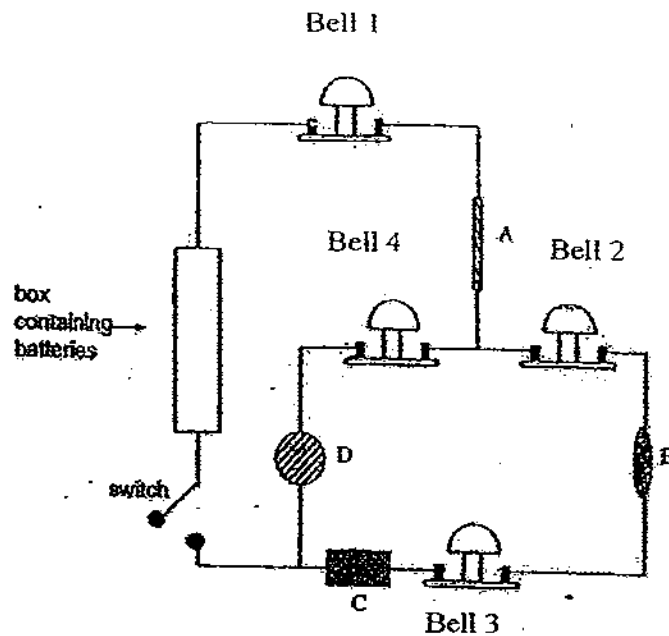 Bell 1
A
Bell 4
Bell 2
box
containing
batteries
D
switch
C
Bell 3